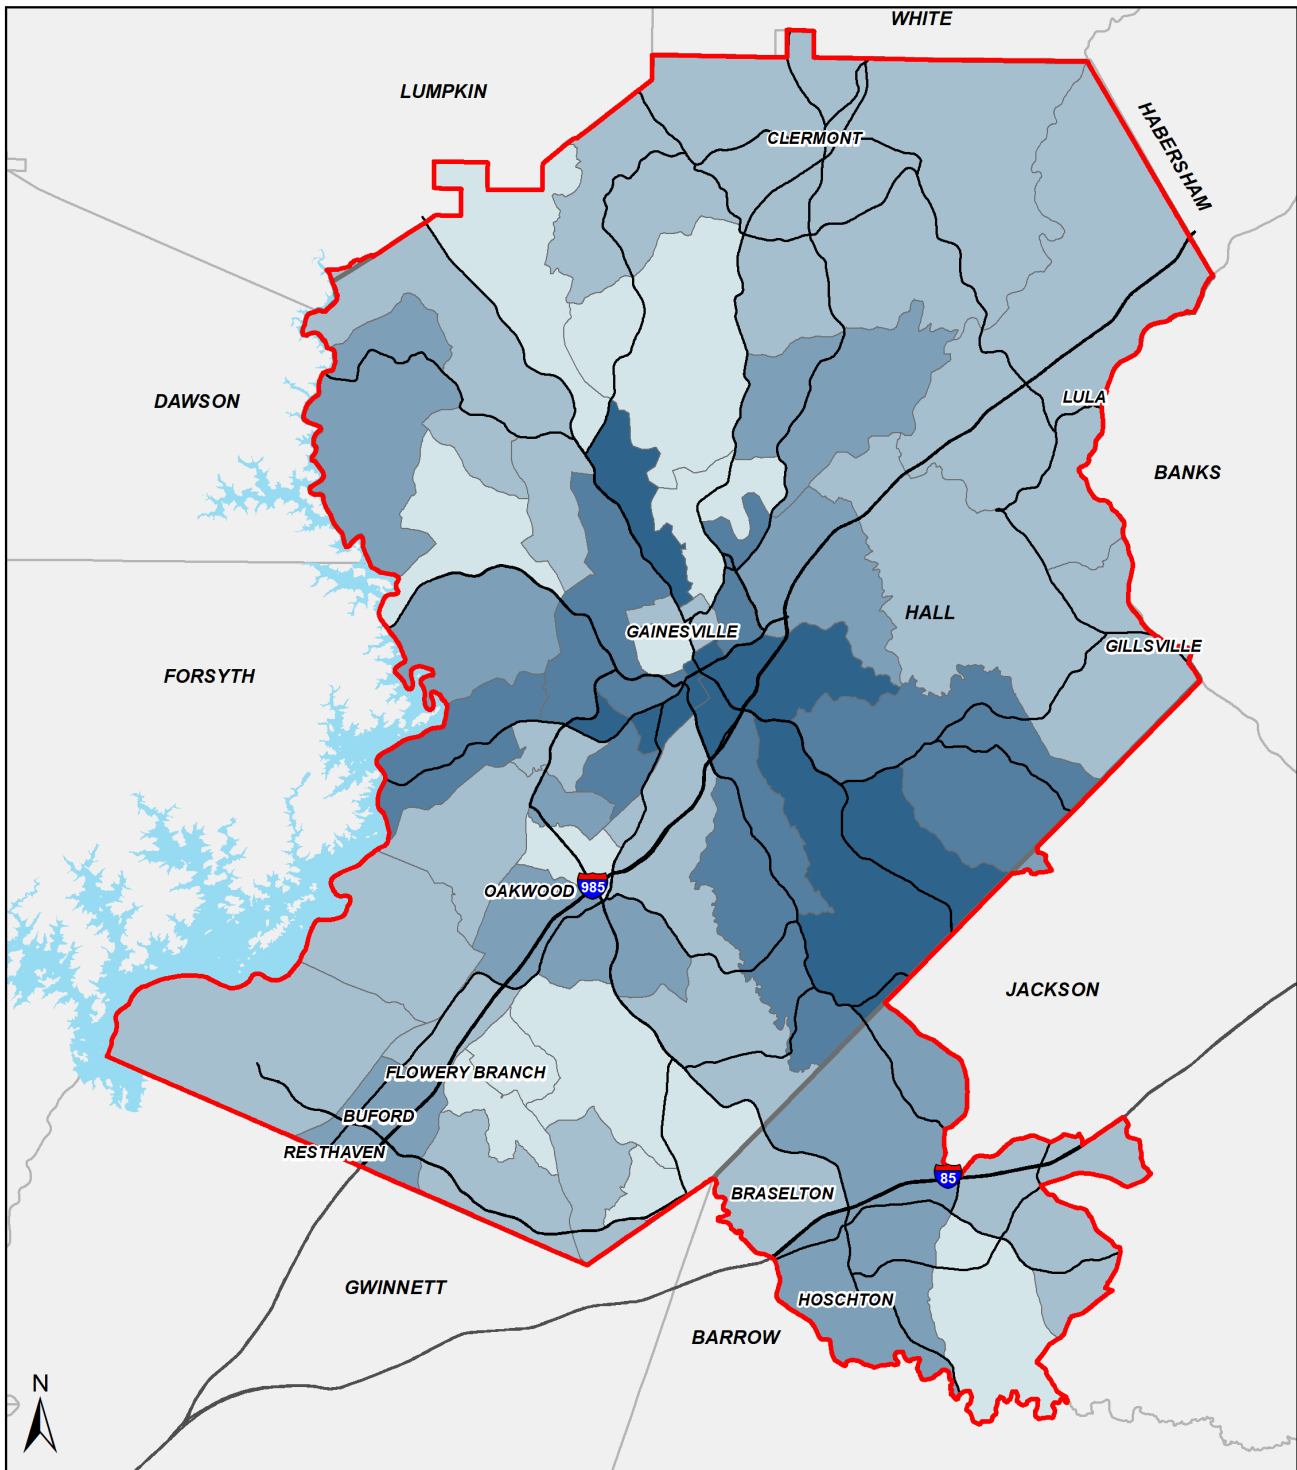 WHITE
LUMPKIN
HABERSHAM
CLERMONT
DAWSON
LULA
BANKS
HALL
GAINESVILLE
GILLSVILLE
FORSYTH
OAKWOOD
985
JACKSON
FLOWERY BRANCH
BUFORD
RESTHAVEN
85
BRASELTON
GWINNETT
HOSCHTON
BARROW
N